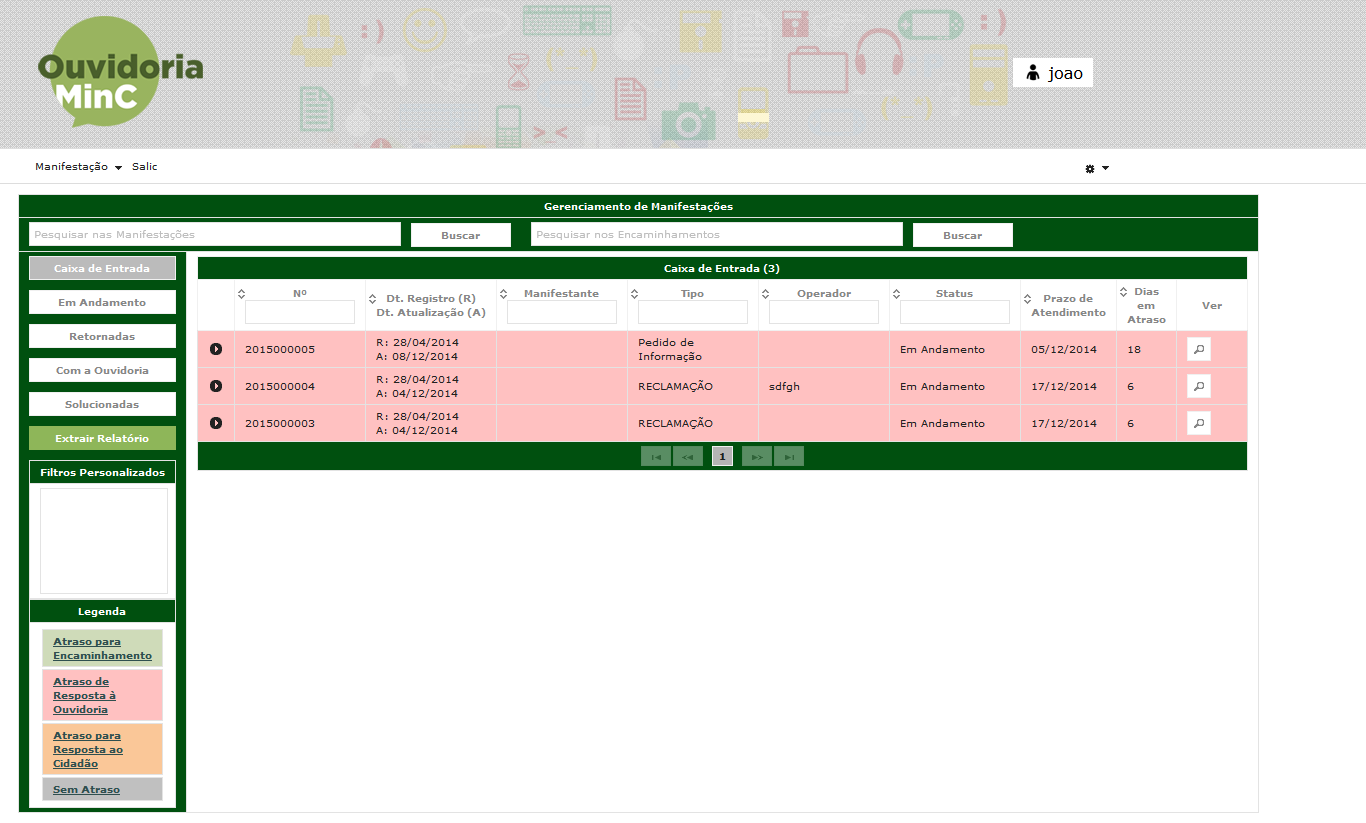 Ouvidoria
MinC
joao
Manifestação Salic
Gerenciamento de Manifestações
Pesquisar nas Manifestações Buscar Pesquisar nos Encaminhamentos Buscar
Caixa de Entrada
Em Andamento
Retornadas
Com a Ouvidoria
Solucionadas
Extrair Relatório
Filtros Personalizados
Legenda
Atraso para
Encaminhamento
Atraso de
Resposta à
Ouvidoria
Atraso para
Resposta ao
Cidadão
Sem Atraso
Caixa de Entrada (3)
Nº
Dt. Registro (R)
Dt. Atualização (A)
Manifestante
Tipo
Operador
Status
Prazo de
Atendimento
Dias
em
Atraso
Ver
2015000005
R: 28/04/2014
A: 08/12/2014
Pedido de
Informação
Em Andamento
05/12/2014
18
2015000004
R: 28/04/2014
A: 04/12/2014
RECLAMAÇÃO
sdfgh
Em Andamento
17/12/2014
6
2015000003
R: 28/04/2014
A: 04/12/2014
RECLAMAÇÃO
Em Andamento
17/12/2014
6
1